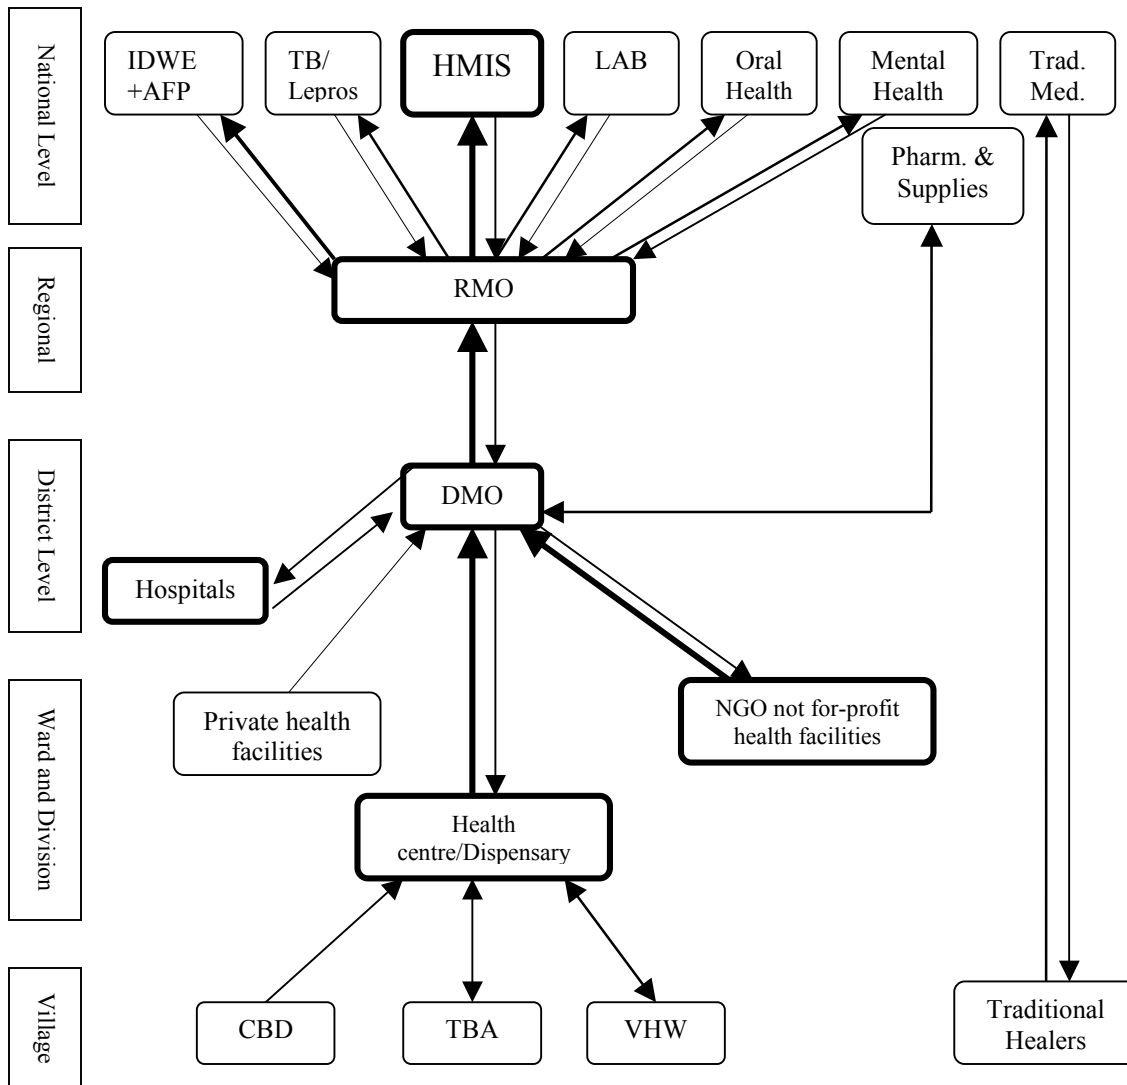 National Level
IDWE
+AFP
TB/
Lepros
HMIS
LAB
Oral
Health
Mental
Health
Trad.
Med.
Pharm. &
Supplies
Regional
RMO
District Level
DMO
Hospitals
Ward and Division
Private health
facilities
NGO not for-profit
health facilities
Health
centre/Dispensary
Village
CBD
TBA
VHW
Traditional
Healers